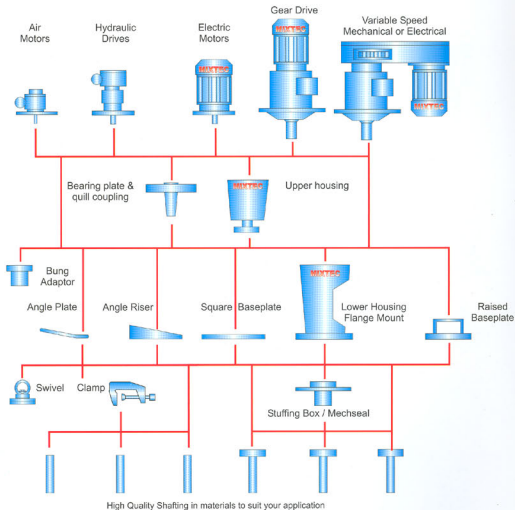 Air
Motors
Hydraulic
Drives
Electric
Motors
Gear Drive
Variable Speed
Mechanical or Electrical
MIXTEC
MIXTEC
MIXTEC
Bearing plate &
quill coupling
MIXTEC
Upper housing
Bung
Adaptor
Angle Plate
Angle Riser
Square Baseplate
MIXTEC
Lower Housing
Flange Mount
Raised
Baseplate
Swivel
Clamp
Stuffing Box / Mechseal
High Quality Shafting in materials to suit your application